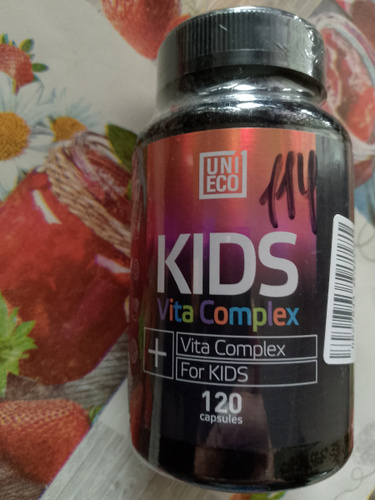 UNI
ECO
114
KIDS
Vita Complex
+
Vita Complex
For KIDS
120
capsules